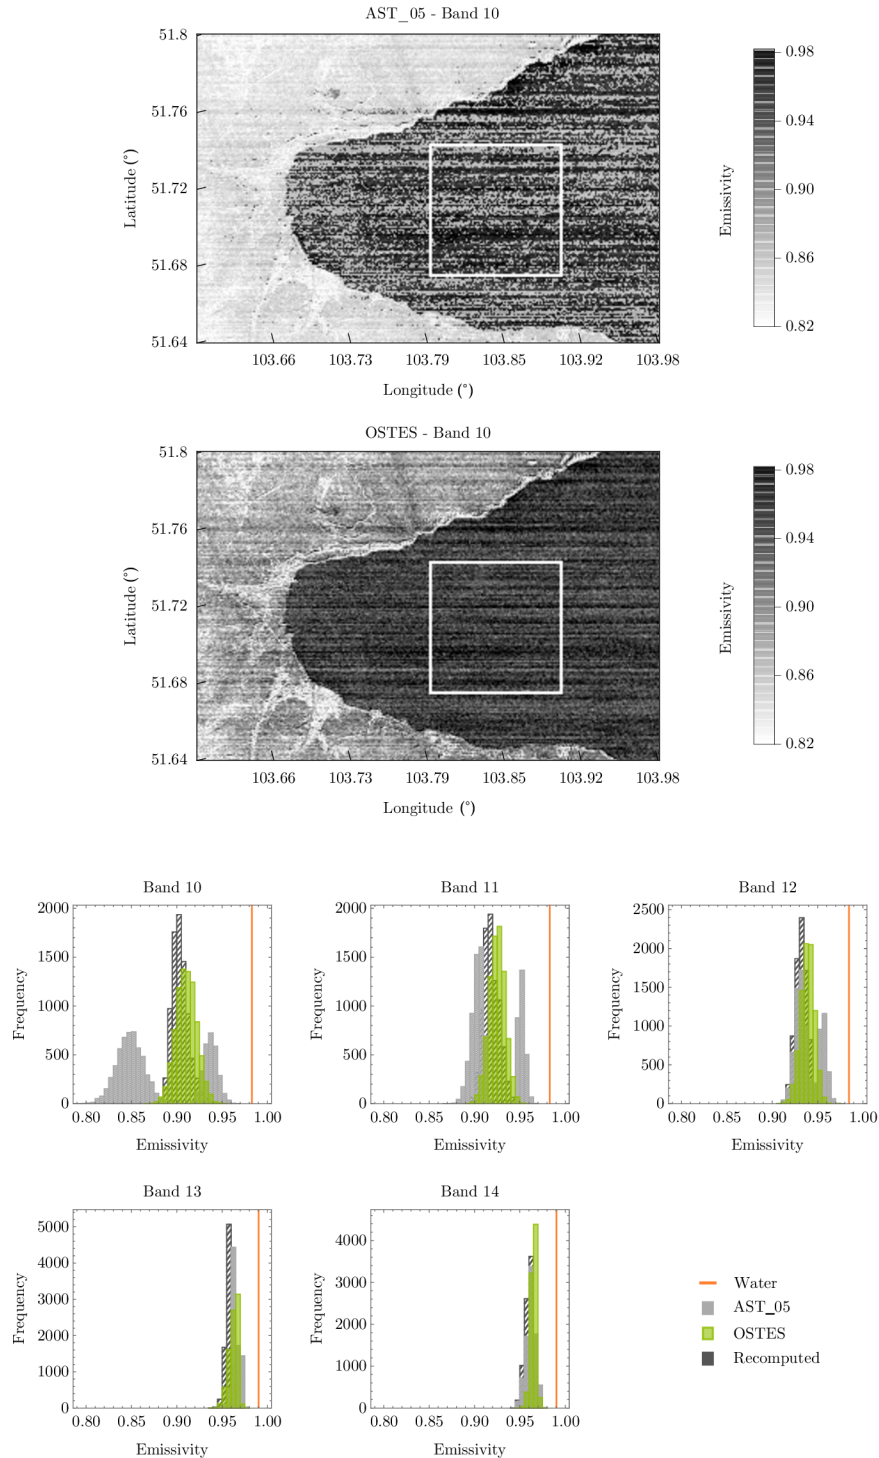 AST_05 - Band 10
51.8
51.76
51.72
51.68
51.64
Latitude (°)
103.66 103.73 103.79 103.85 103.92 103.98
Longitude (°)
Emissivity
0.98
0.94
0.90
0.86
0.82
OSTES - Band 10
51.8
51.76
51.72
51.68
51.64
Latitude (°)
103.66 103.73 103.79 103.85 103.92 103.98
Longitude (°)
Emissivity
0.98
0.94
0.90
0.86
0.82
Band 10
Frequency
2000
1500
1000
500
0
0.80 0.85 0.90 0.95 1.00
Emissivity
Band 11
Frequency
2000
1500
1000
500
0
0.80 0.85 0.90 0.95 1.00
Emissivity
Band 12
Frequency
2500
2000
1500
1000
500
0
0.80 0.85 0.90 0.95 1.00
Emissivity
Band 13
Frequency
5000
4000
3000
2000
1000
0
0.80 0.85 0.90 0.95 1.00
Emissivity
Band 14
Frequency
4000
3000
2000
1000
0
0.80 0.85 0.90 0.95 1.00
Emissivity
Water
AST_05
OSTES
Recomputed